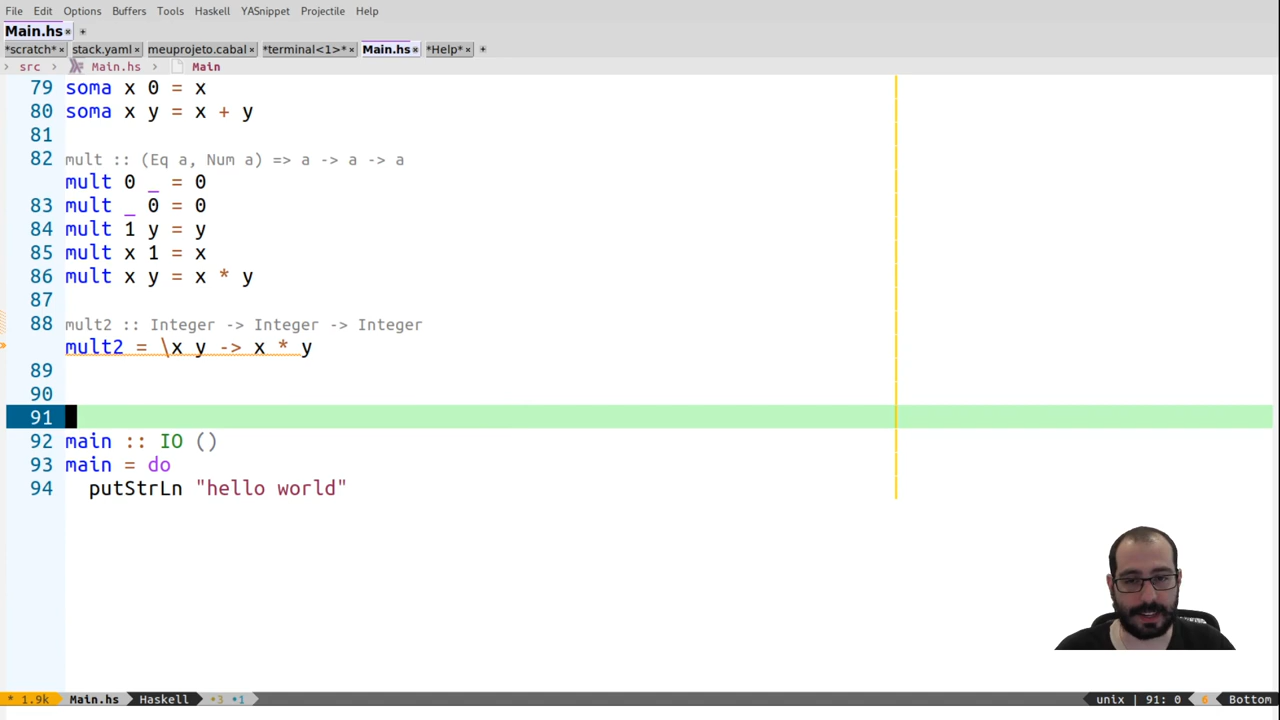 File Edit Options Buffers Tools Haskell YASnippet Projectile Help
Main.hs × +
*scratch* × stack.yaml × meuprojeto.cabal × *terminal<1>* × Main.hs × *Help* × +
› src › Main.hs › Main
79 soma x 0 = x
80 soma x y = x + y
81
82 mult :: (Eq a, Num a) => a -> a -> a
mult 0 _ = 0
83 mult _ 0 = 0
84 mult 1 y = y
85 mult x 1 = x
86 mult x y = x * y
87
88 mult2 :: Integer -> Integer -> Integer
mult2 = \x y -> x * y
89
90
91
92 main :: IO ()
93 main = do
94 putStrLn "hello world"
* 1.9k Main.hs Haskell •3 •1 unix | 91: 0 6 Bottom